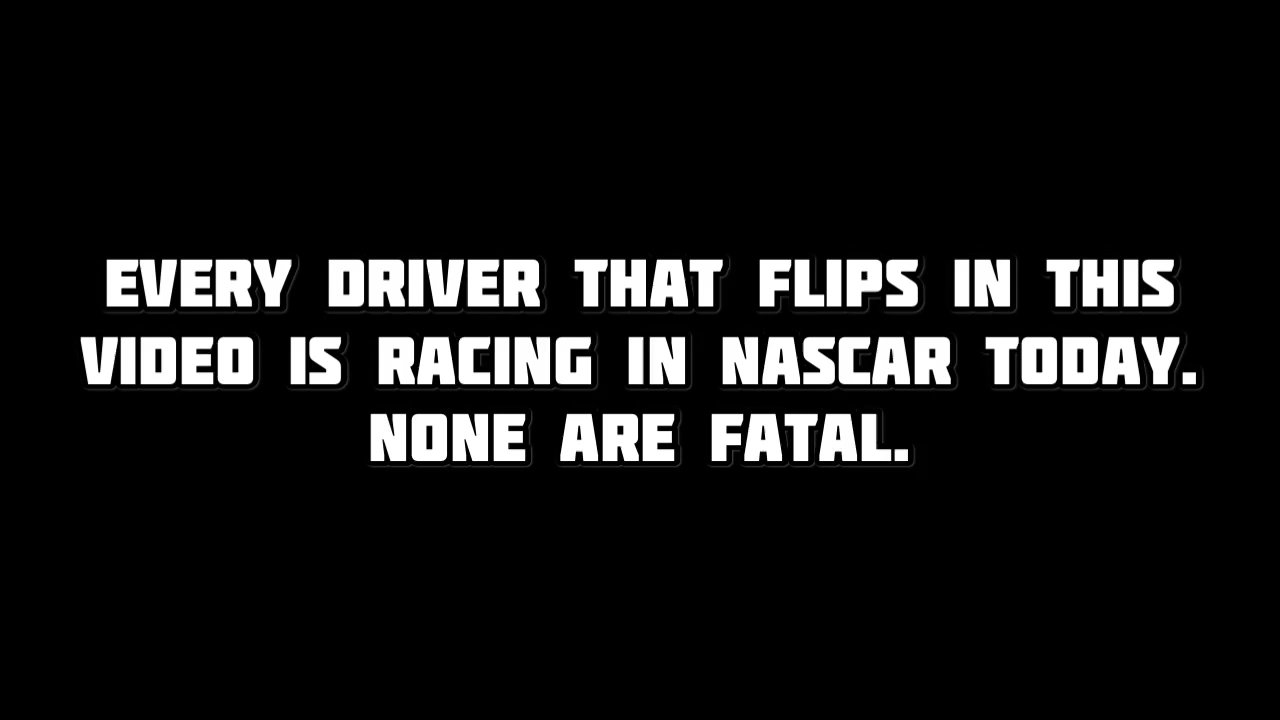 EVERY DRIVER THAT FLIPS IN THIS
VIDEO IS RACING IN NASCAR TODAY.
NONE ARE FATAL.